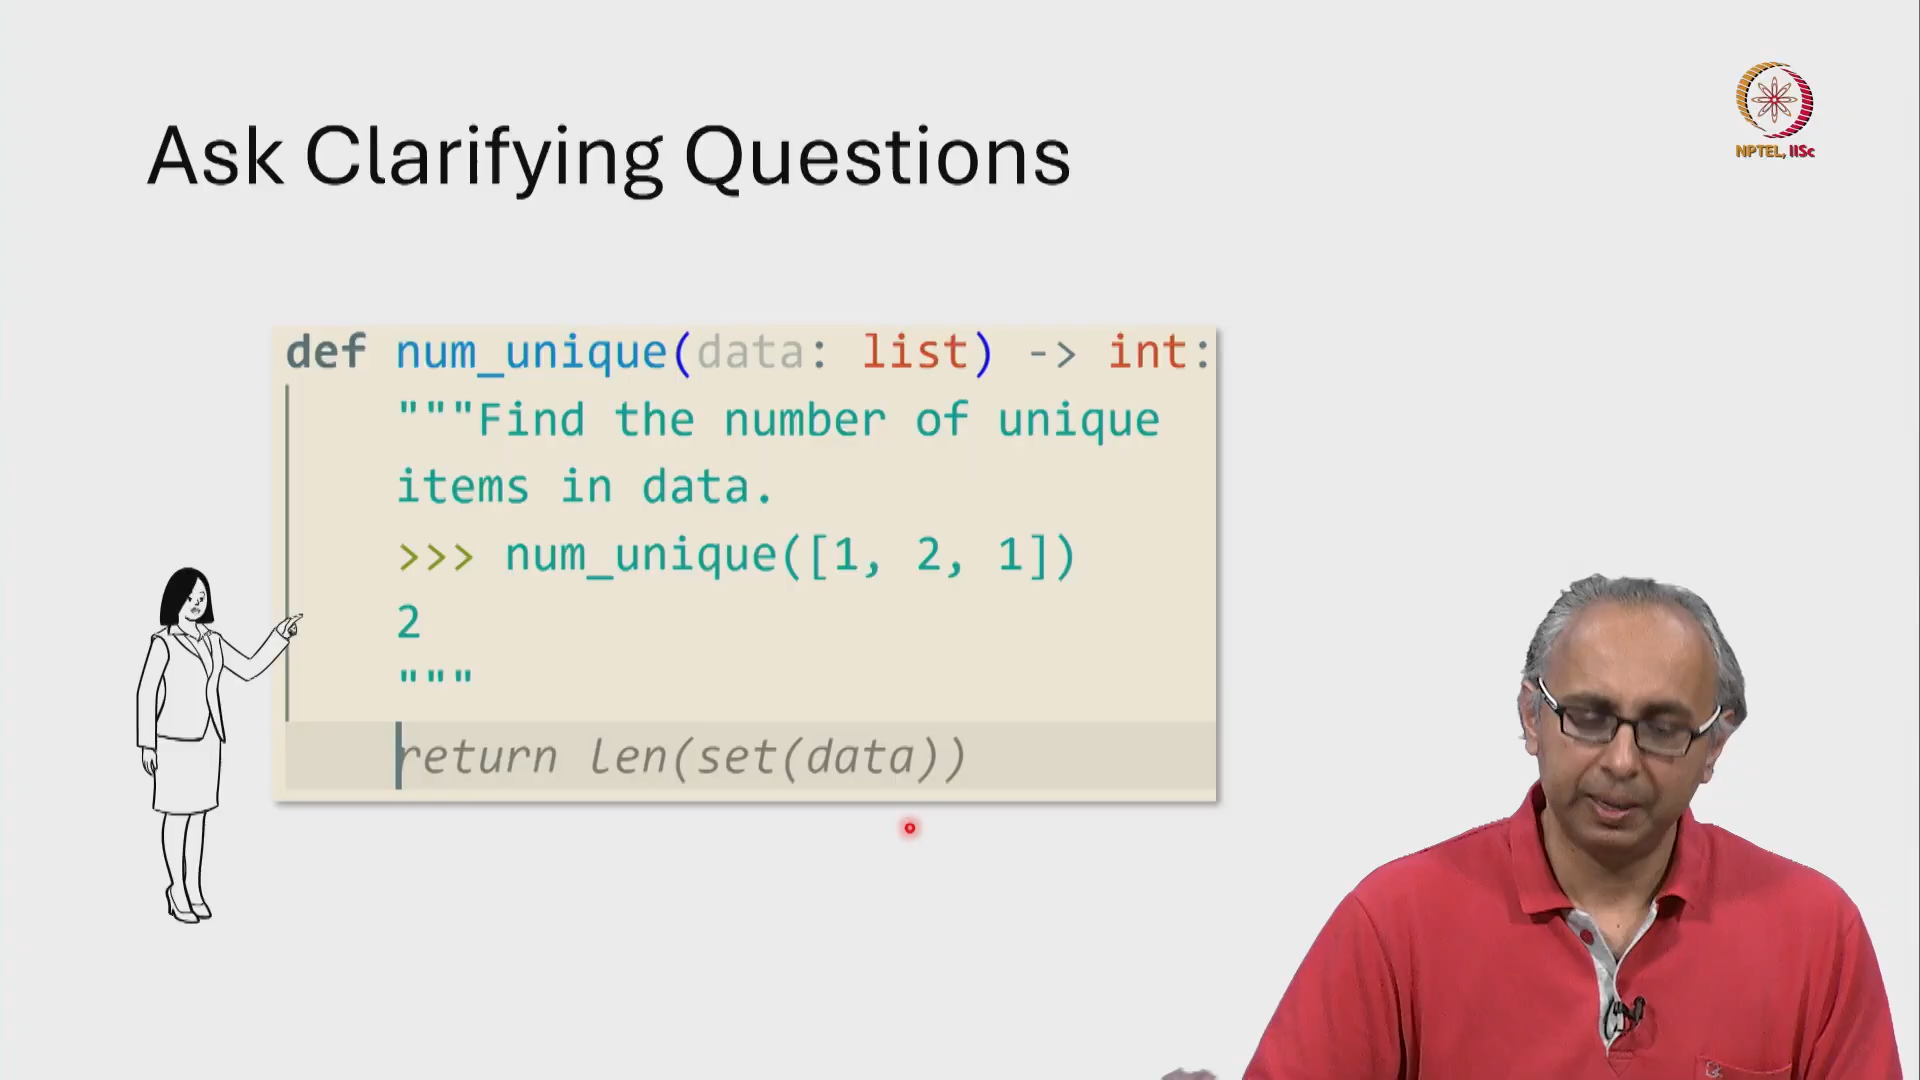 Ask Clarifying Questions
NPTEL, IISc
def num_unique(data: list) -> int:
"""Find the number of unique
items in data.
>>> num_unique([1, 2, 1])
2
"""
return len(set(data))